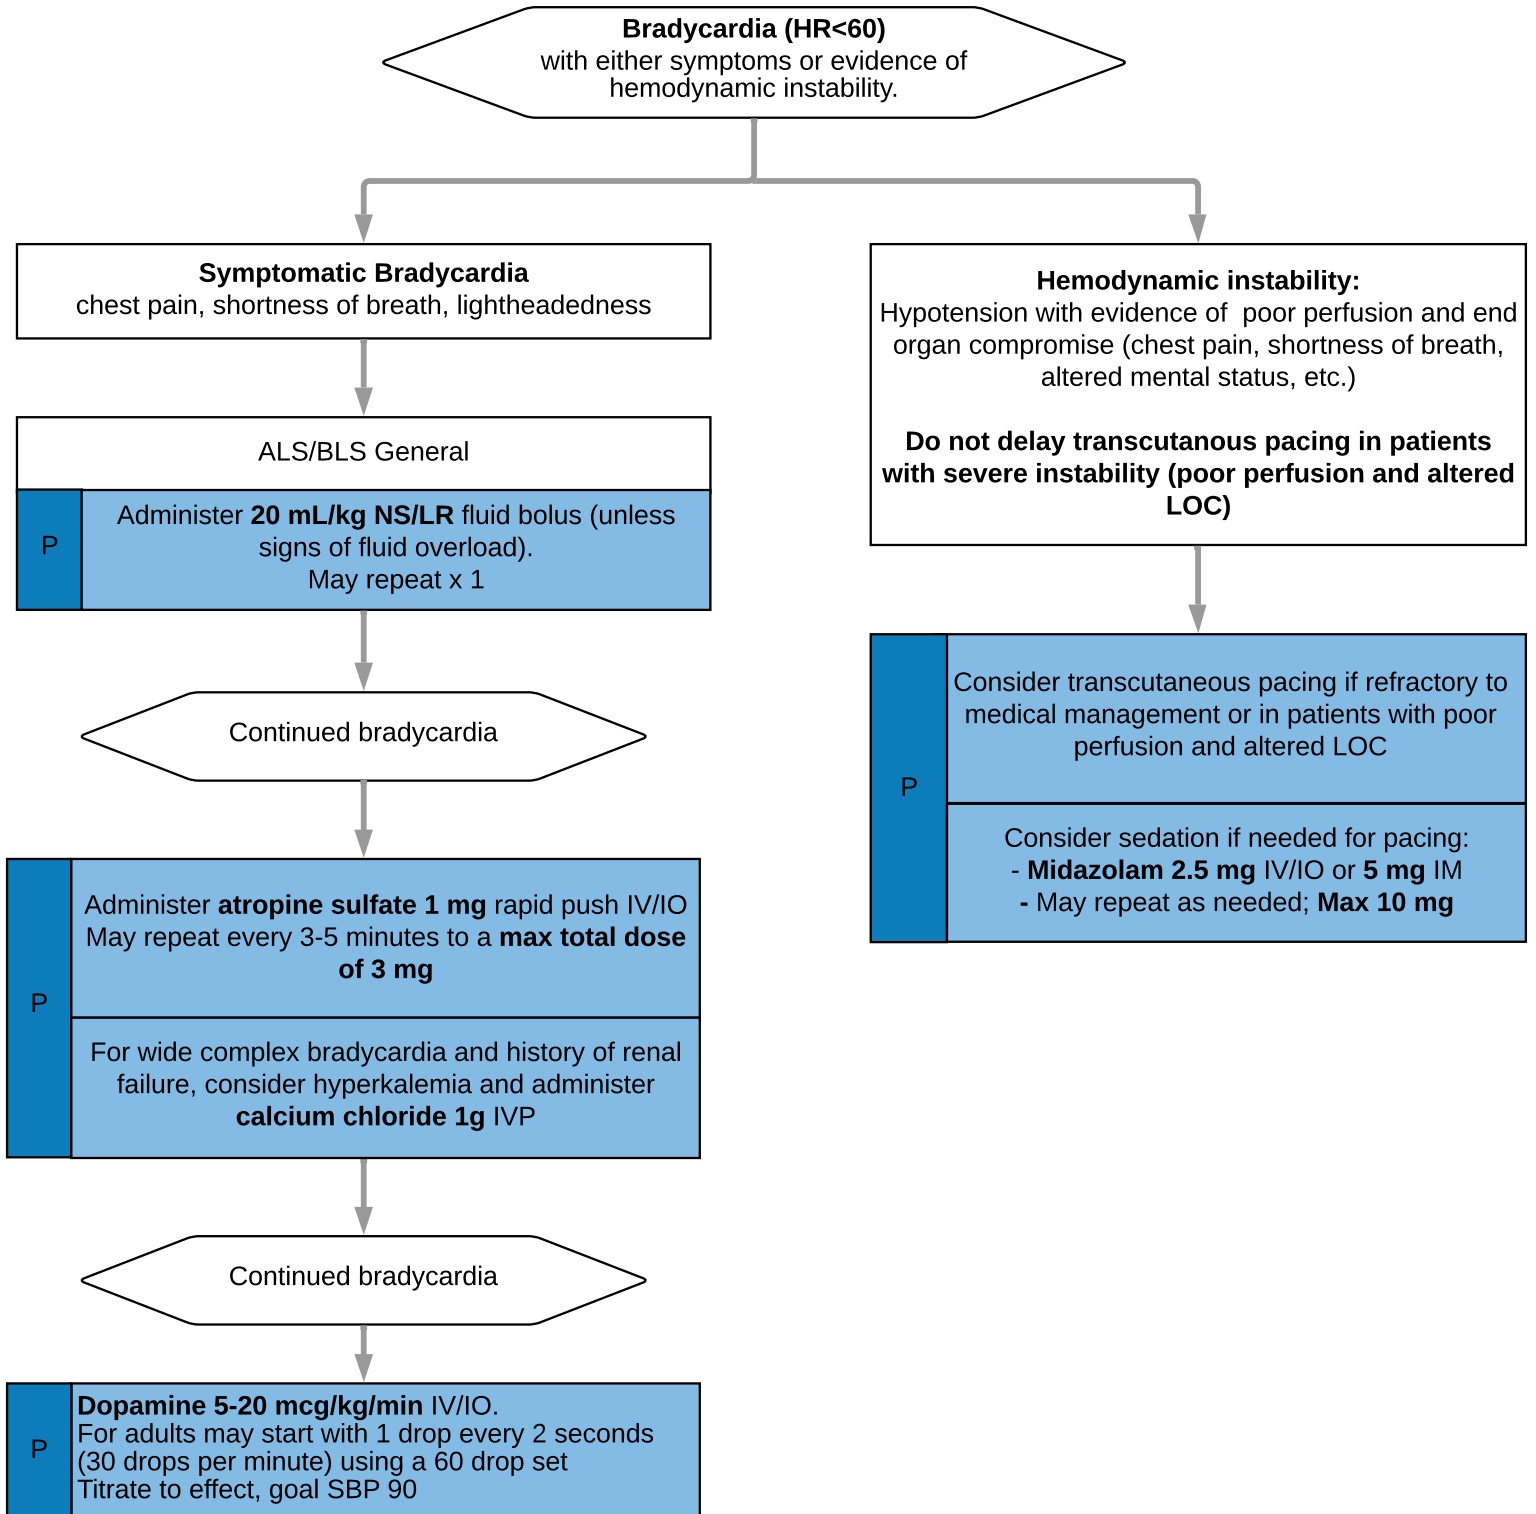 Bradycardia (HR<60)
with either symptoms or evidence of
hemodynamic instability.
Symptomatic Bradycardia
chest pain, shortness of breath, lightheadedness
ALS/BLS General
P
Administer 20 mL/kg NS/LR fluid bolus (unless
signs of fluid overload).
May repeat x 1
Continued bradycardia
P
Administer atropine sulfate 1 mg rapid push IV/IO
May repeat every 3-5 minutes to a max total dose
of 3 mg
For wide complex bradycardia and history of renal
failure, consider hyperkalemia and administer
calcium chloride 1g IVP
Continued bradycardia
P
Dopamine 5-20 mcg/kg/min IV/IO.
For adults may start with 1 drop every 2 seconds
(30 drops per minute) using a 60 drop set
Titrate to effect, goal SBP 90
Hemodynamic instability:
Hypotension with evidence of  poor perfusion and end
organ compromise (chest pain, shortness of breath,
altered mental status, etc.)
Do not delay transcutanous pacing in patients
with severe instability (poor perfusion and altered
LOC)
P
Consider transcutaneous pacing if refractory to
medical management or in patients with poor
perfusion and altered LOC
Consider sedation if needed for pacing:
- Midazolam 2.5 mg IV/IO or 5 mg IM
- May repeat as needed; Max 10 mg